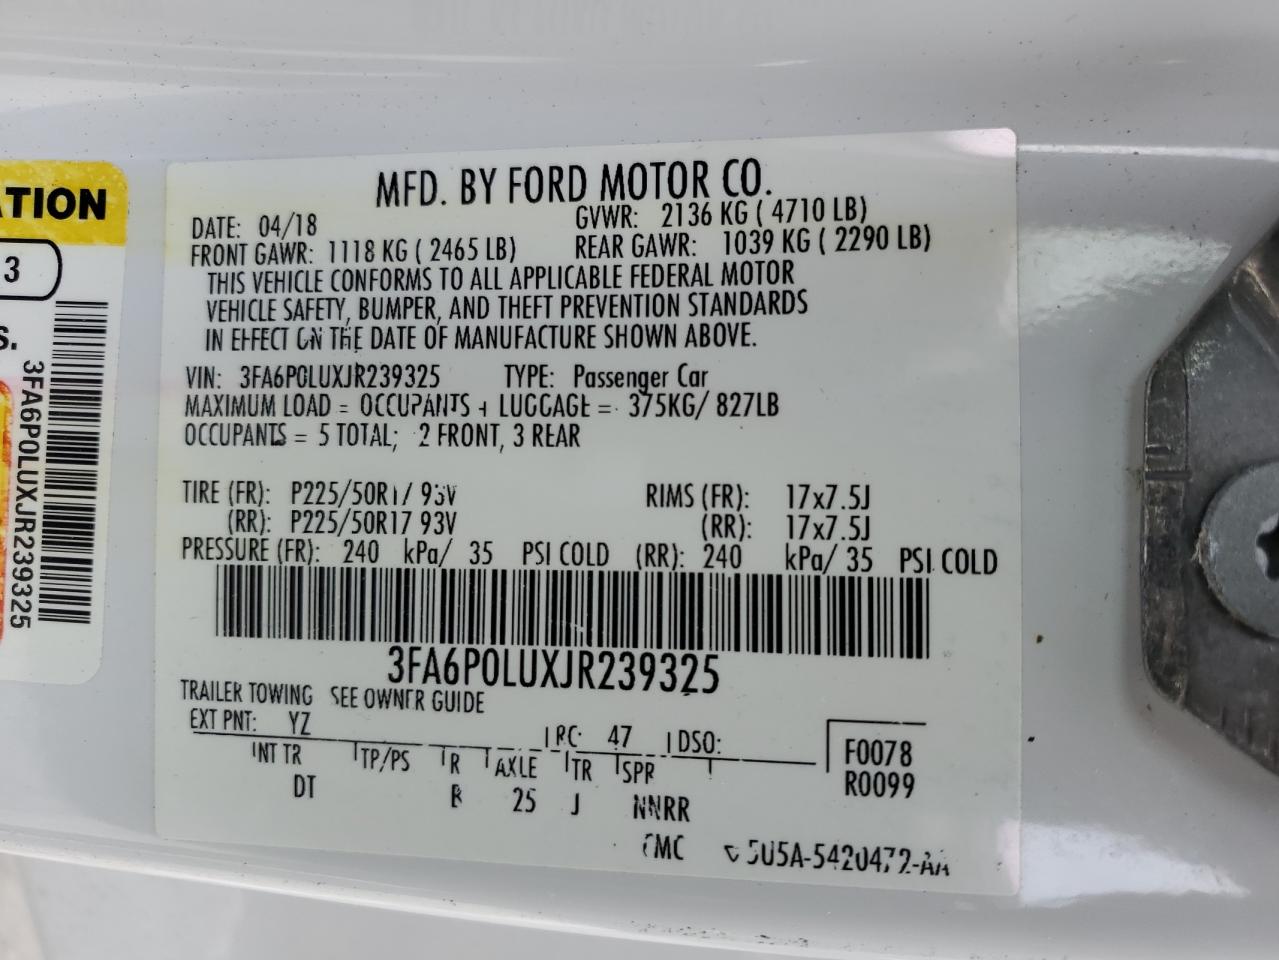 ATION
3
S.
3FA6P0LUXJR239325
MFD. BY FORD MOTOR CO.
DATE: 04/18 GVWR: 2136 KG ( 4710 LB)
FRONT GAWR: 1118 KG ( 2465 LB) REAR GAWR: 1039 KG ( 2290 LB)
THIS VEHICLE CONFORMS TO ALL APPLICABLE FEDERAL MOTOR
VEHICLE SAFETY, BUMPER, AND THEFT PREVENTION STANDARDS
IN EFFECT ON THE DATE OF MANUFACTURE SHOWN ABOVE.
VIN: 3FA6P0LUXJR239325 TYPE: Passenger Car
MAXIMUM LOAD = OCCUPANTS + LUGGAGE = 375KG/ 827LB
OCCUPANTS = 5 TOTAL; 2 FRONT, 3 REAR
TIRE (FR): P225/50R17 93V RIMS (FR): 17x7.5J
(RR): P225/50R17 93V (RR): 17x7.5J
PRESSURE (FR): 240 kPa/ 35 PSI COLD (RR): 240 kPa/ 35 PSI COLD
3FA6P0LUXJR239325
TRAILER TOWING SEE OWNER GUIDE
EXT PNT: YZ RC: 47 DSO:
INT TR TP/PS R AXLE TR SPR F0078
DT B 25 J NNRR R0099
5U5A-5420472-AA